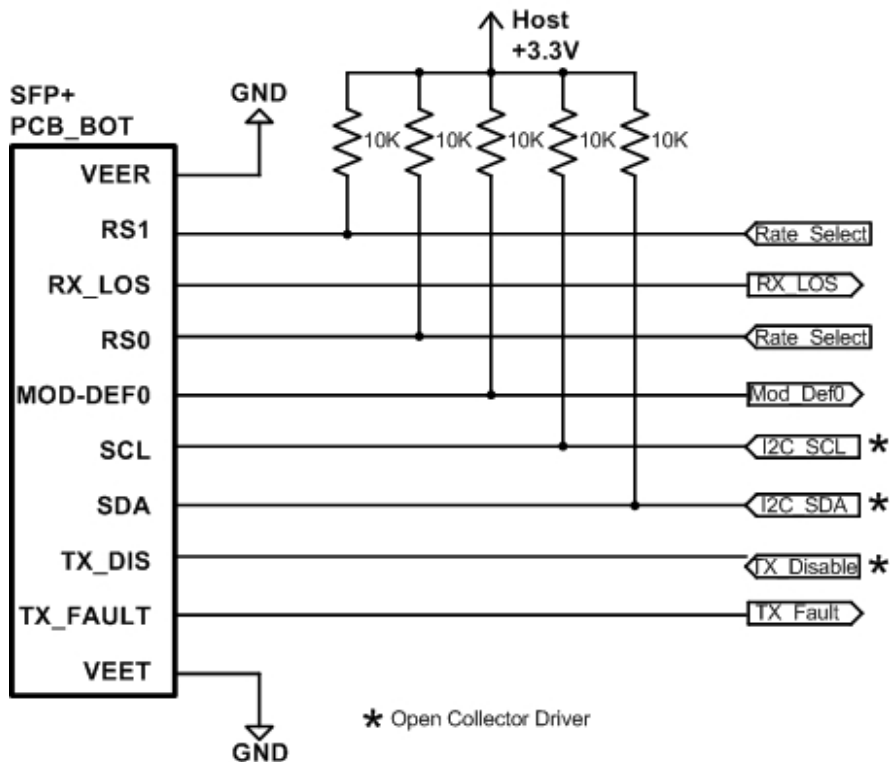 Host
+3.3V
SFP+
PCB_BOT
GND
10K
10K
10K
10K
10K
VEER
RS1
Rate_Select
RX_LOS
RX_LOS
RS0
Rate_Select
MOD-DEF0
Mod_Def0
SCL
I2C_SCL *
SDA
I2C_SDA *
TX_DIS
TX_Disable *
TX_FAULT
TX_Fault
VEET
* Open Collector Driver
GND